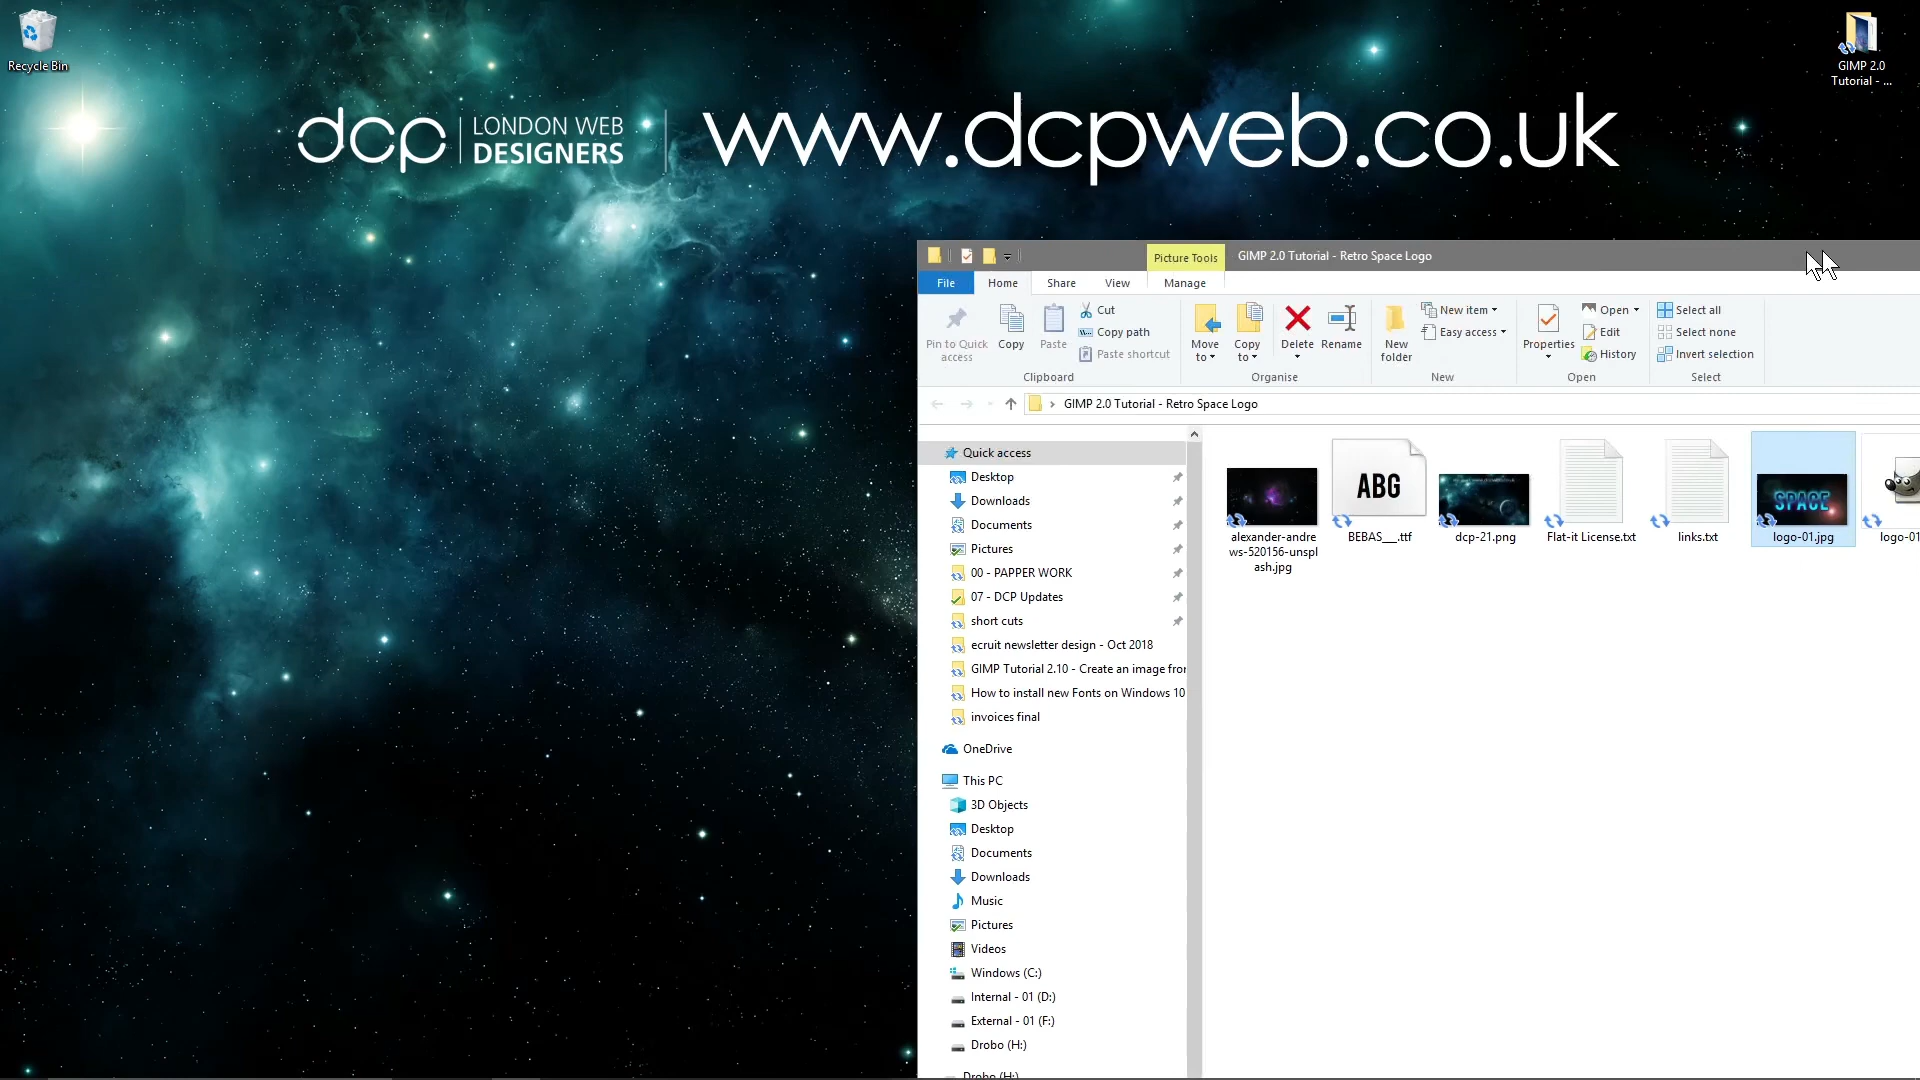 Recycle Bin
GIMP 2.0
Tutorial - ...
dcp LONDON WEB
DESIGNERS
www.dcpweb.co.uk
Picture Tools
GIMP 2.0 Tutorial - Retro Space Logo
File Home Share View Manage
Pin to Quick
access
Copy
Paste
Cut
Copy path
Paste shortcut
Clipboard
Move
to
Copy
to
Delete
Rename
Organise
New
folder
New item
Easy access
New
Properties
Open
Edit
History
Open
Select all
Select none
Invert selection
Select
GIMP 2.0 Tutorial - Retro Space Logo
Quick access
Desktop
Downloads
Documents
Pictures
00 - PAPPER WORK
07 - DCP Updates
short cuts
ecruit newsletter design - Oct 2018
GIMP Tutorial 2.10 - Create an image fror
How to install new Fonts on Windows 10
invoices final
OneDrive
This PC
3D Objects
Desktop
Documents
Downloads
Music
Pictures
Videos
Windows (C:)
Internal - 01 (D:)
External - 01 (F:)
Drobo (H:)
Drobo (H:)
alexander-andre
ws-520156-unspl
ash.jpg
ABG
BEBAS___.ttf
dcp-21.png
Flat-it License.txt
links.txt
SPACE
logo-01.jpg
logo-01